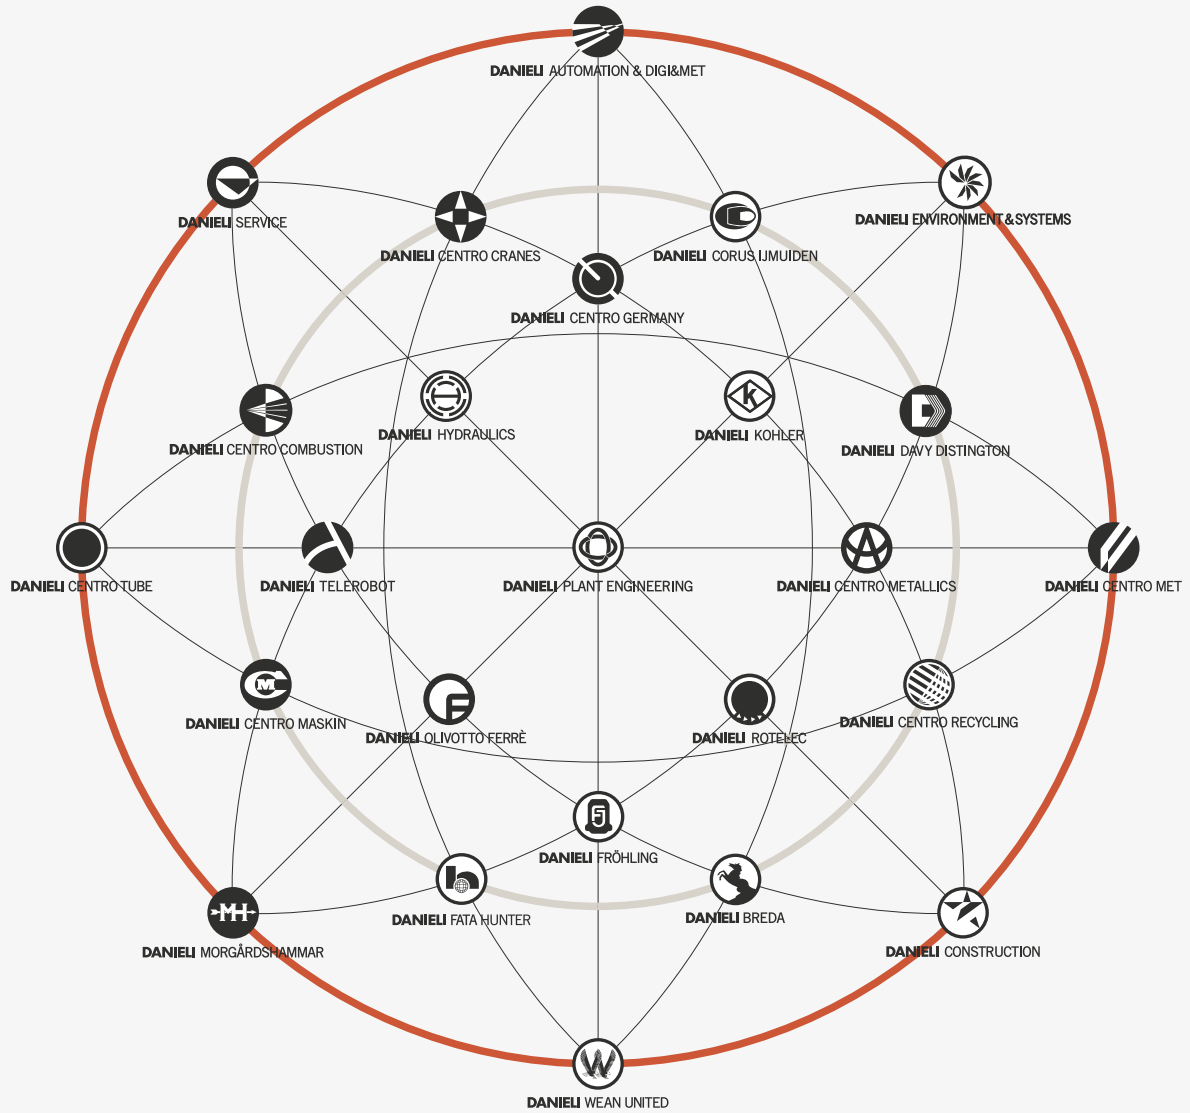 DANIELI AUTOMATION & DIGI&MET
DANIELI SERVICE
DANIELI ENVIRONMENT & SYSTEMS
DANIELI CENTRO CRANES
DANIELI CORUS IJMUIDEN
DANIELI CENTRO GERMANY
K
DANIELI HYDRAULICS
DANIELI KOHLER
D
DANIELI CENTRO COMBUSTION
DANIELI DAVY DISTINGTON
DANIELI CENTRO TUBE
DANIELI TELEROBOT
DANIELI PLANT ENGINEERING
DANIELI CENTRO METALLICS
DANIELI CENTRO MET
CM
DANIELI CENTRO MASKIN
DANIELI OLIVOTTO FERRÈ
DANIELI ROTELEC
DANIELI CENTRO RECYCLING
DANIELI FRÖHLING
DANIELI FATA HUNTER
DANIELI BREDA
MH
DANIELI MORGÅRDSHAMMAR
DANIELI CONSTRUCTION
W
DANIELI WEAN UNITED